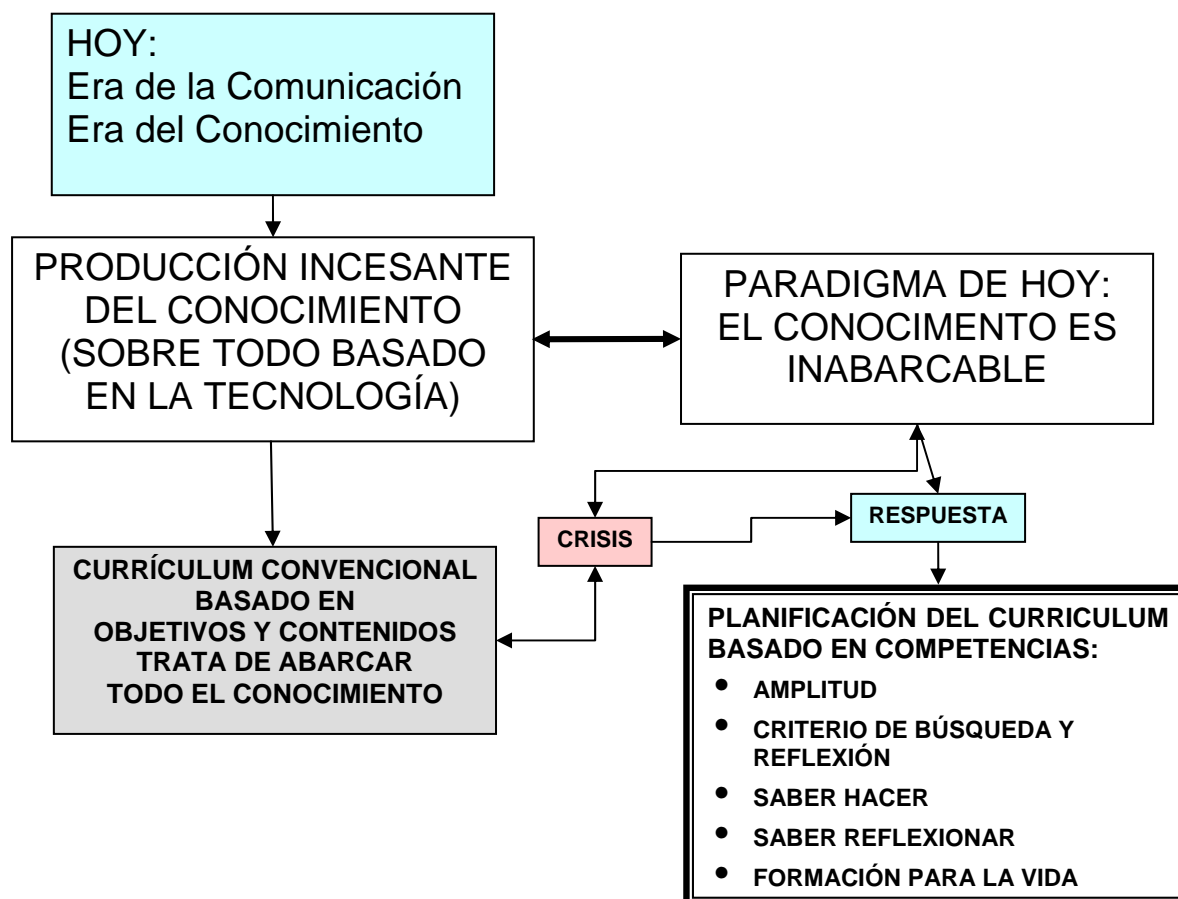 HOY:
Era de la Comunicación
Era del Conocimiento
PRODUCCIÓN INCESANTE
DEL CONOCIMIENTO
(SOBRE TODO BASADO
EN LA TECNOLOGÍA)
PARADIGMA DE HOY:
EL CONOCIMENTO ES
INABARCABLE
CRISIS
RESPUESTA
CURRÍCULUM CONVENCIONAL
BASADO EN
OBJETIVOS Y CONTENIDOS
TRATA DE ABARCAR
TODO EL CONOCIMIENTO
PLANIFICACIÓN DEL CURRICULUM
BASADO EN COMPETENCIAS:
• AMPLITUD
• CRITERIO DE BÚSQUEDA Y
REFLEXIÓN
• SABER HACER
• SABER REFLEXIONAR
• FORMACIÓN PARA LA VIDA